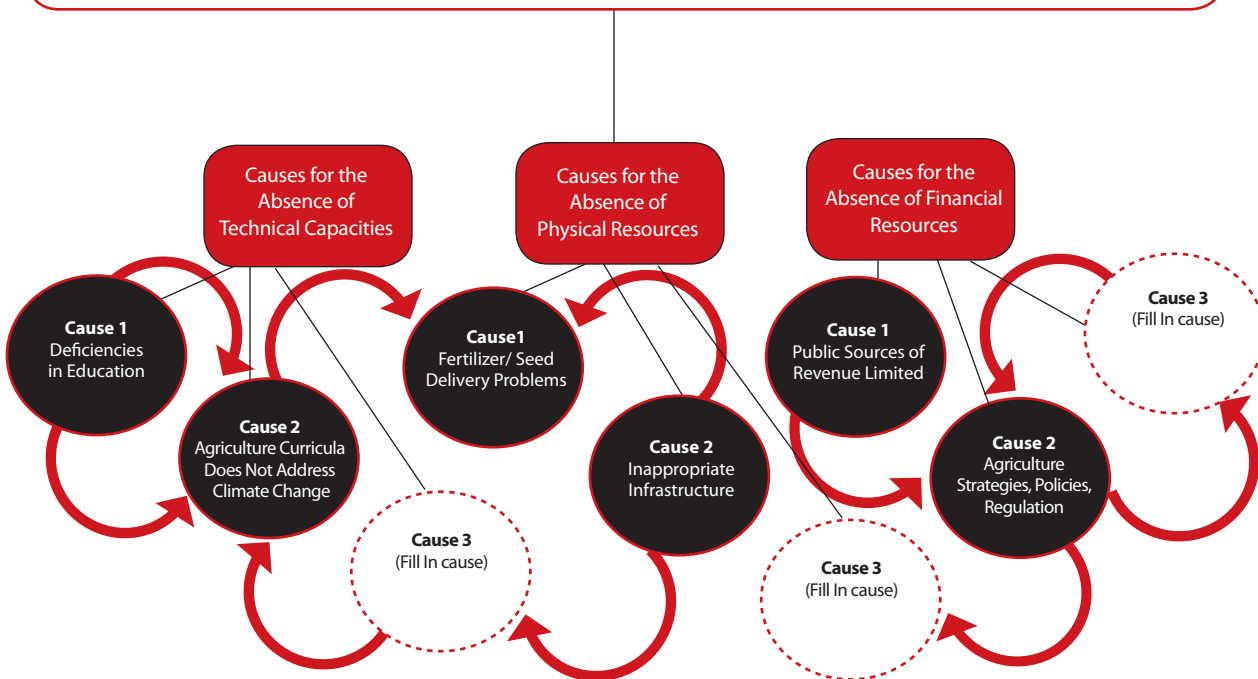 Causes for the
Absence of
Technical Capacities
Causes for the
Absence of
Physical Resources
Causes for the
Absence of Financial
Resources
Cause 1
Deficiencies
in Education
Cause 2
Agriculture Curricula
Does Not Address
Climate Change
Cause 3
(Fill In cause)
Cause1
Fertilizer/ Seed
Delivery Problems
Cause 2
Inappropriate
Infrastructure
Cause 3
(Fill In cause)
Cause 1
Public Sources of
Revenue Limited
Cause 2
Agriculture
Strategies, Policies,
Regulation
Cause 3
(Fill In cause)